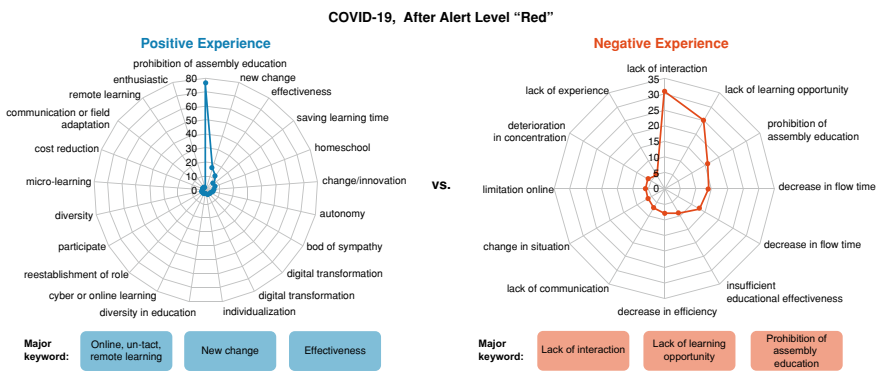 COVID-19, After Alert Level “Red”
Positive Experience
prohibition of assembly education
new change
effectiveness
saving learning time
homeschool
change/innovation
autonomy
bod of sympathy
digital transformation
digital transformation
individualization
diversity in education
cyber or online learning
reestablishment of role
participate
diversity
micro-learning
cost reduction
communication or field
adaptation
remote learning
enthusiastic
80
70
60
50
40
30
20
10
0
vs.
Negative Experience
lack of interaction
lack of learning opportunity
prohibition of
assembly education
decrease in flow time
decrease in flow time
insufficient
educational effectiveness
decrease in efficiency
lack of communication
change in situation
limitation online
deterioration
in concentration
lack of experience
35
30
25
20
15
10
5
0
Major
keyword:
Online, un-tact,
remote learning
New change
Effectiveness
Major
keyword:
Lack of interaction
Lack of learning
opportunity
Prohibition of
assembly
education